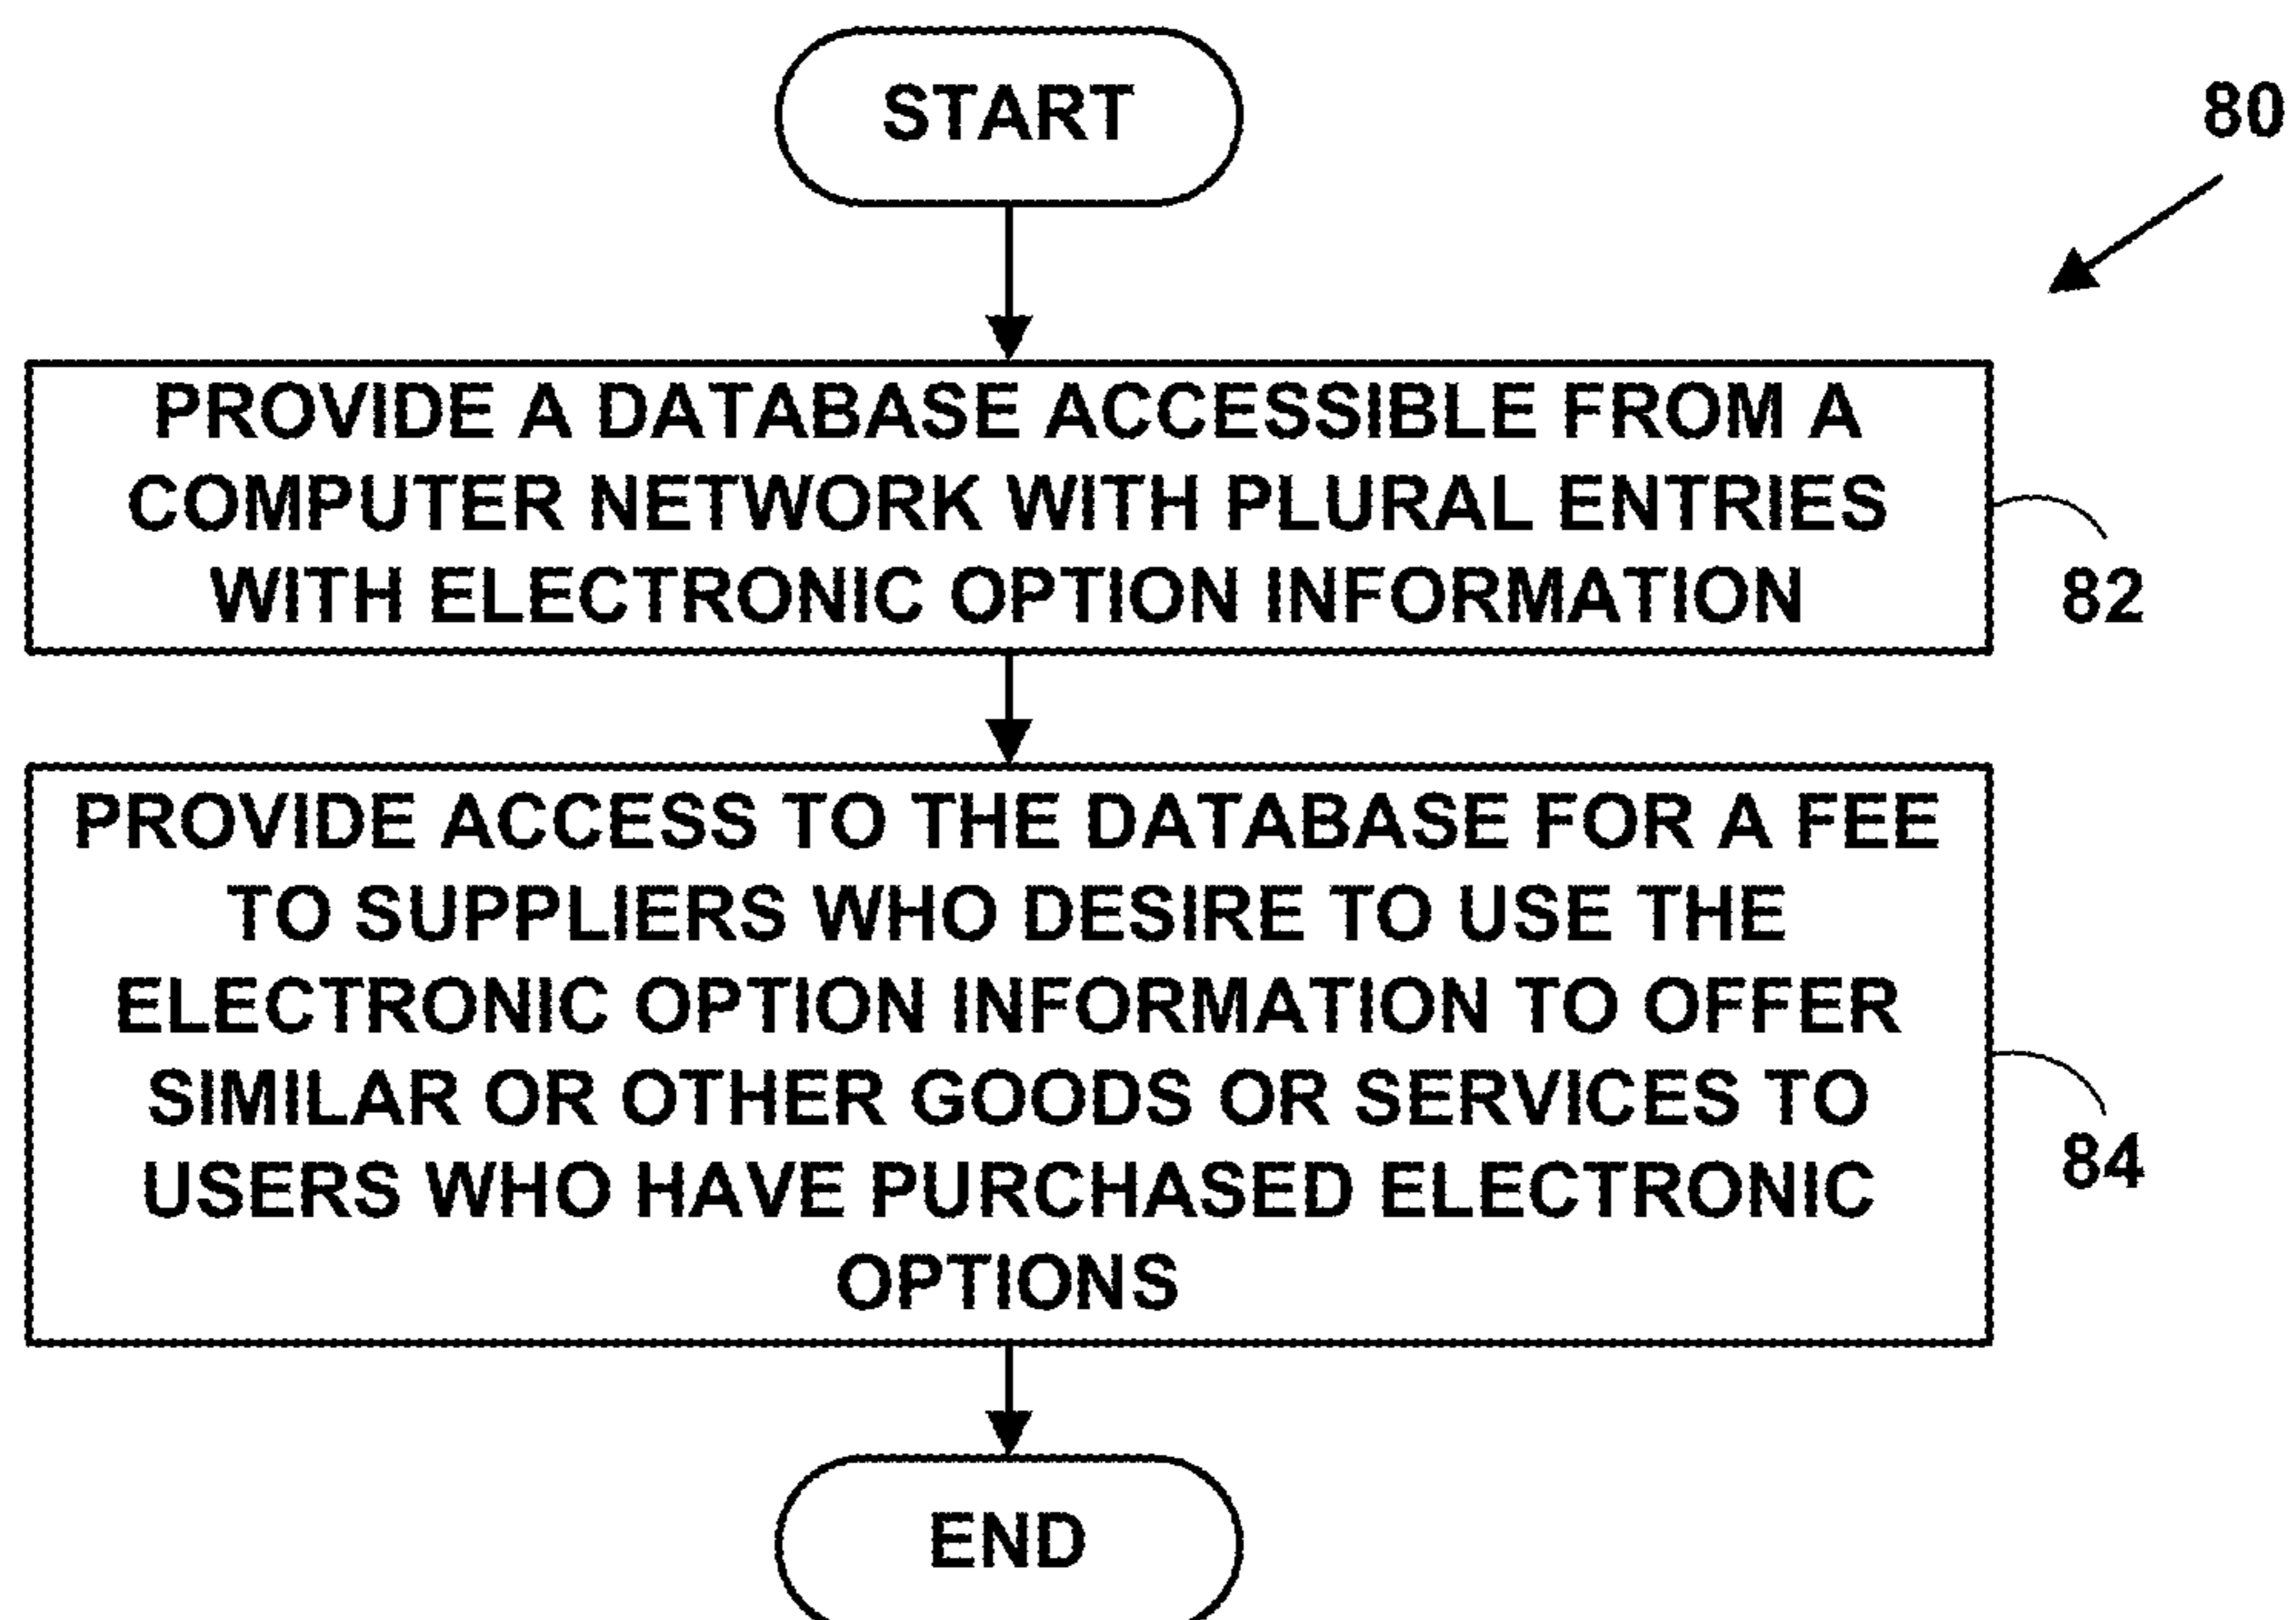 START
80
PROVIDE A DATABASE ACCESSIBLE FROM A
COMPUTER NETWORK WITH PLURAL ENTRIES
WITH ELECTRONIC OPTION INFORMATION
82
PROVIDE ACCESS TO THE DATABASE FOR A FEE
TO SUPPLIERS WHO DESIRE TO USE THE
ELECTRONIC OPTION INFORMATION TO OFFER
SIMILAR OR OTHER GOODS OR SERVICES TO
USERS WHO HAVE PURCHASED ELECTRONIC
OPTIONS
84
END